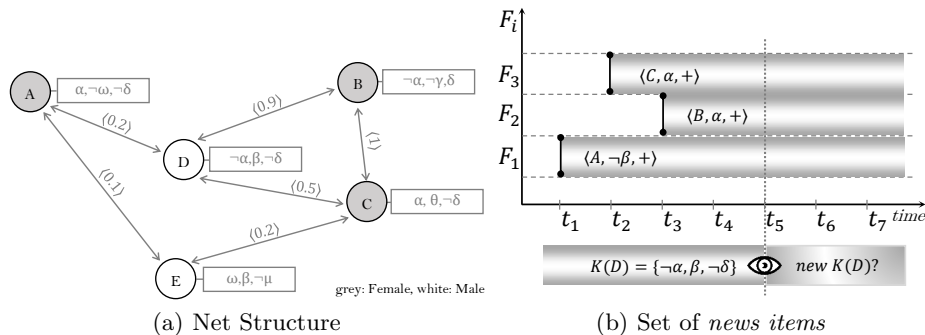 A
α,¬ω,¬δ
B
¬α,¬γ,δ
⟨0.9⟩
⟨0.2⟩
D
¬α,β,¬δ
⟨1⟩
⟨0.1⟩
⟨0.5⟩
C
α, θ,¬δ
⟨0.2⟩
E
ω,β,¬μ
grey: Female, white: Male
(a) Net Structure
F_i
F_3
⟨C, α, +⟩
F_2
⟨B, α, +⟩
F_1
⟨A, ¬β, +⟩
t_1 t_2 t_3 t_4 t_5 t_6 t_7 time
K(D) = {¬α, β, ¬δ} new K(D)?
(b) Set of news items